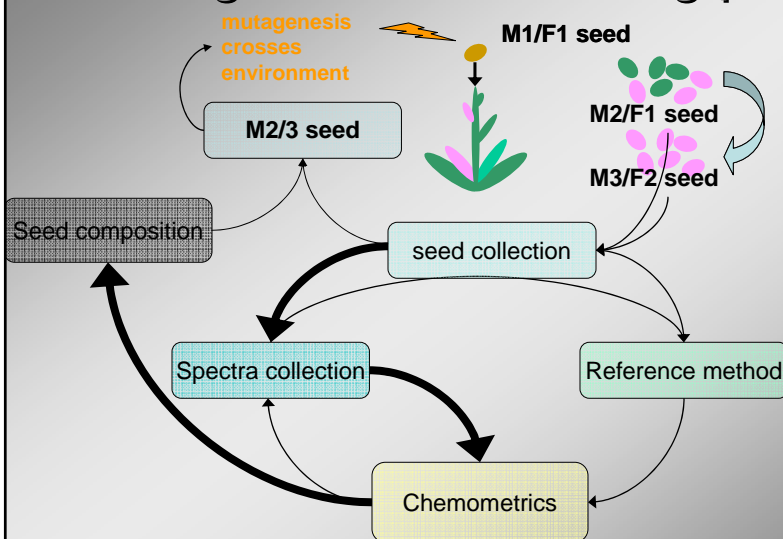 mutagenesis
crosses
environment
M1/F1 seed
M2/F1 seed
M3/F2 seed
M2/3 seed
Seed composition
seed collection
Spectra collection
Reference method
Chemometrics